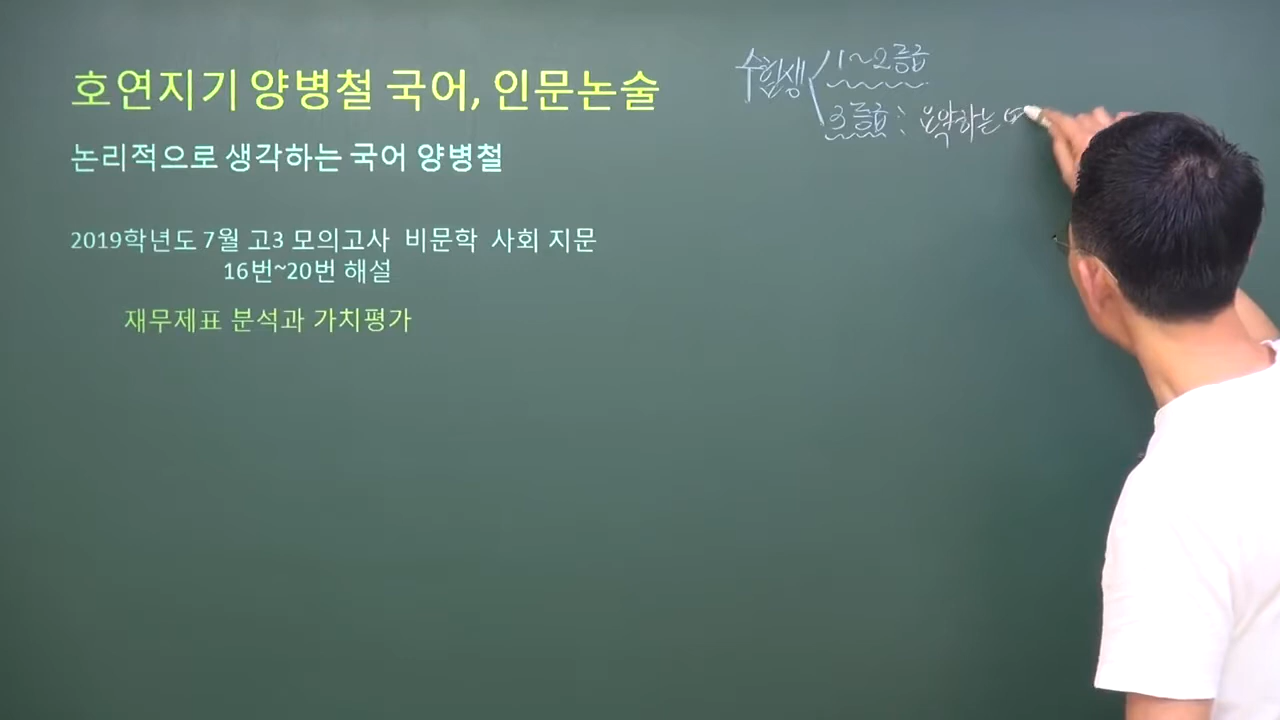 호연지기 양병철 국어, 인문논술
논리적으로 생각하는 국어 양병철
2019학년도 7월 고3 모의고사 비문학 사회 지문
16번~20번 해설
재무제표 분석과 가치평가
수험생 1~2등급
3등급 : 요약하는